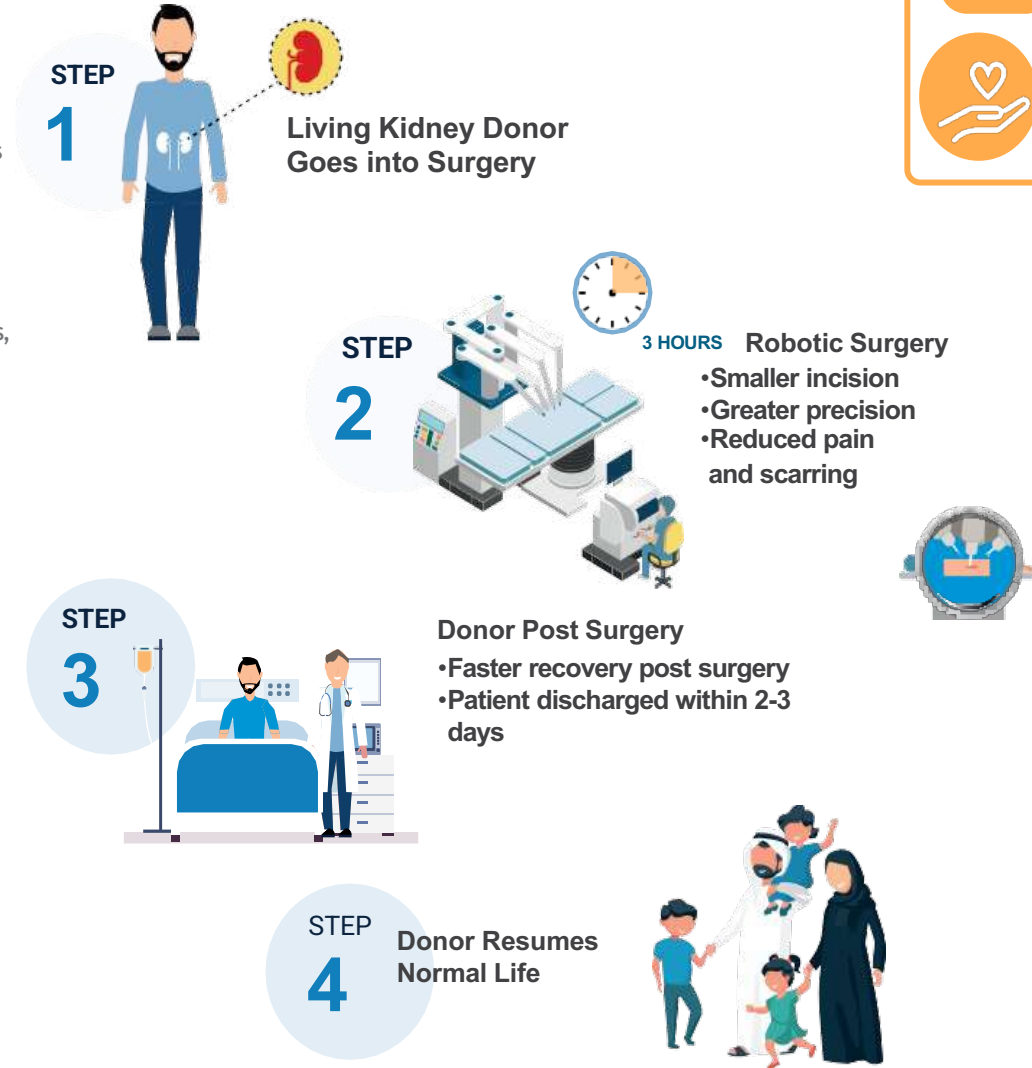 STEP
1
s
Living Kidney Donor
Goes into Surgery
s,
STEP
2
3 HOURS
Robotic Surgery
•Smaller incision
•Greater precision
•Reduced pain
and scarring
STEP
3
Donor Post Surgery
•Faster recovery post surgery
•Patient discharged within 2-3
days
STEP
4
Donor Resumes
Normal Life